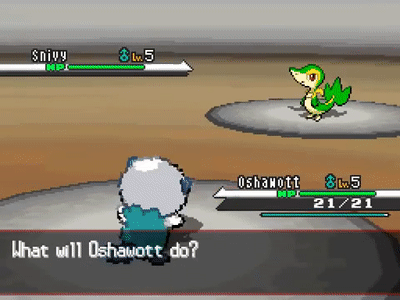 Snivy ♂ Lv.5
HP
Oshawott ♂ Lv.5
HP
21/21
What will Oshawott do?